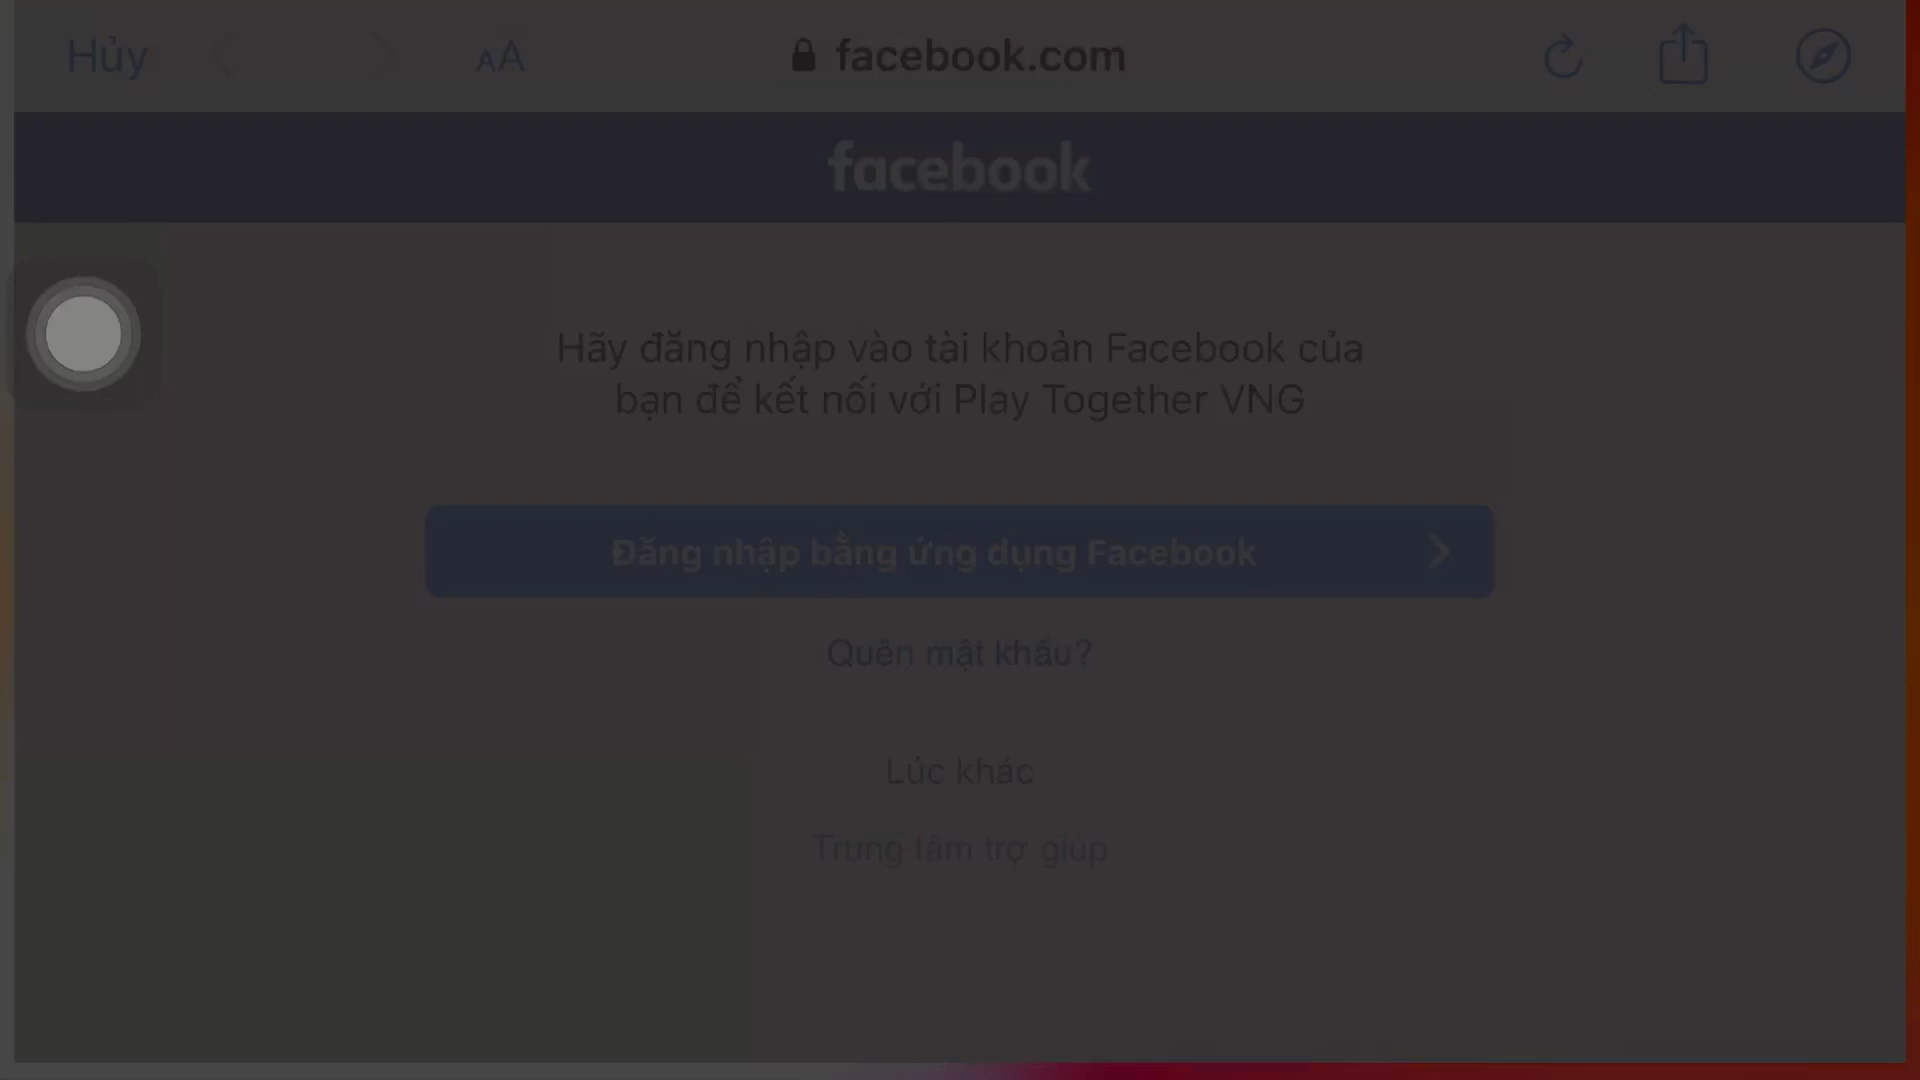 Hủy
AA
facebook.com
facebook
Hãy đăng nhập vào tài khoản Facebook của
bạn để kết nối với Play Together VNG
Đăng nhập bằng ứng dụng Facebook
Quên mật khẩu?
Lúc khác
Trung tâm trợ giúp